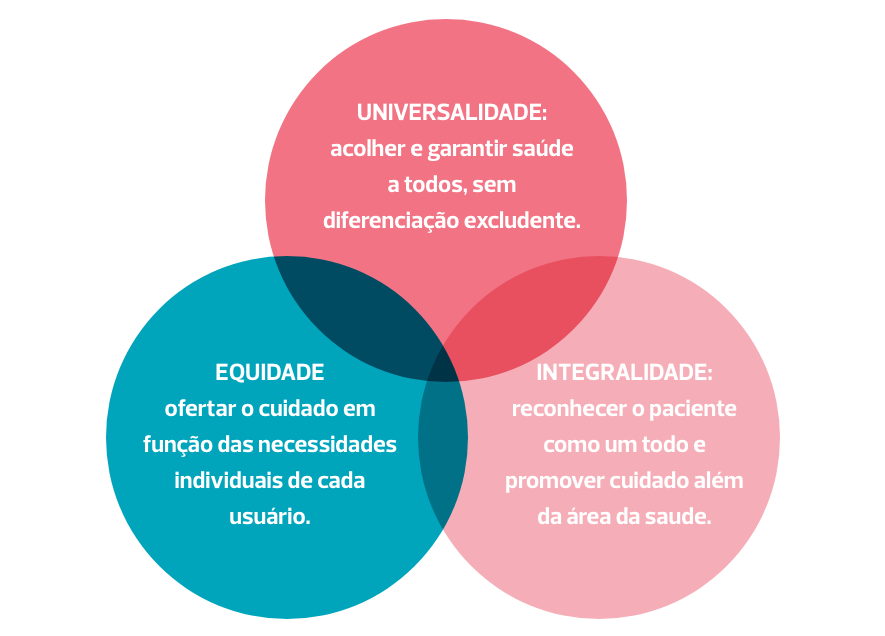 UNIVERSALIDADE:
acolher e garantir saúde
a todos, sem
diferenciação excludente.
EQUIDADE
ofertar o cuidado em
função das necessidades
individuais de cada
usuário.
INTEGRALIDADE:
reconhecer o paciente
como um todo e
promover cuidado além
da área da saude.